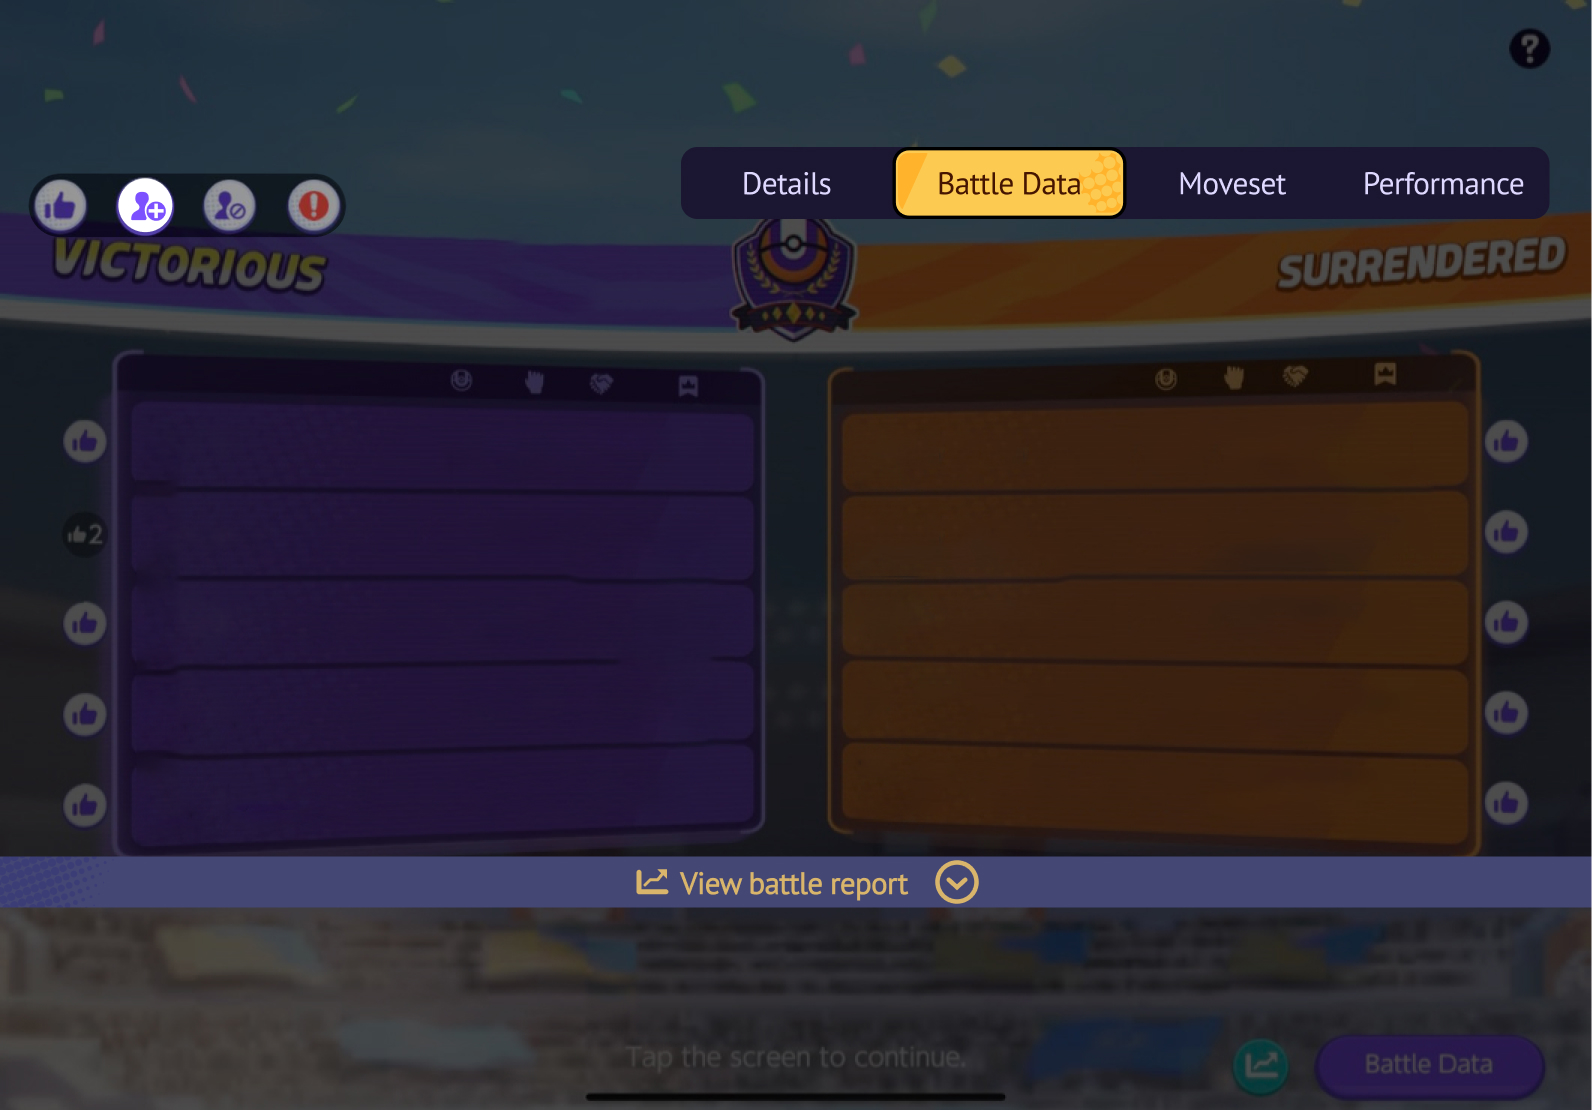 ?
Details Battle Data Moveset Performance
VICTORIOUS SURRENDERED
2
View battle report
Tap the screen to continue.
Battle Data